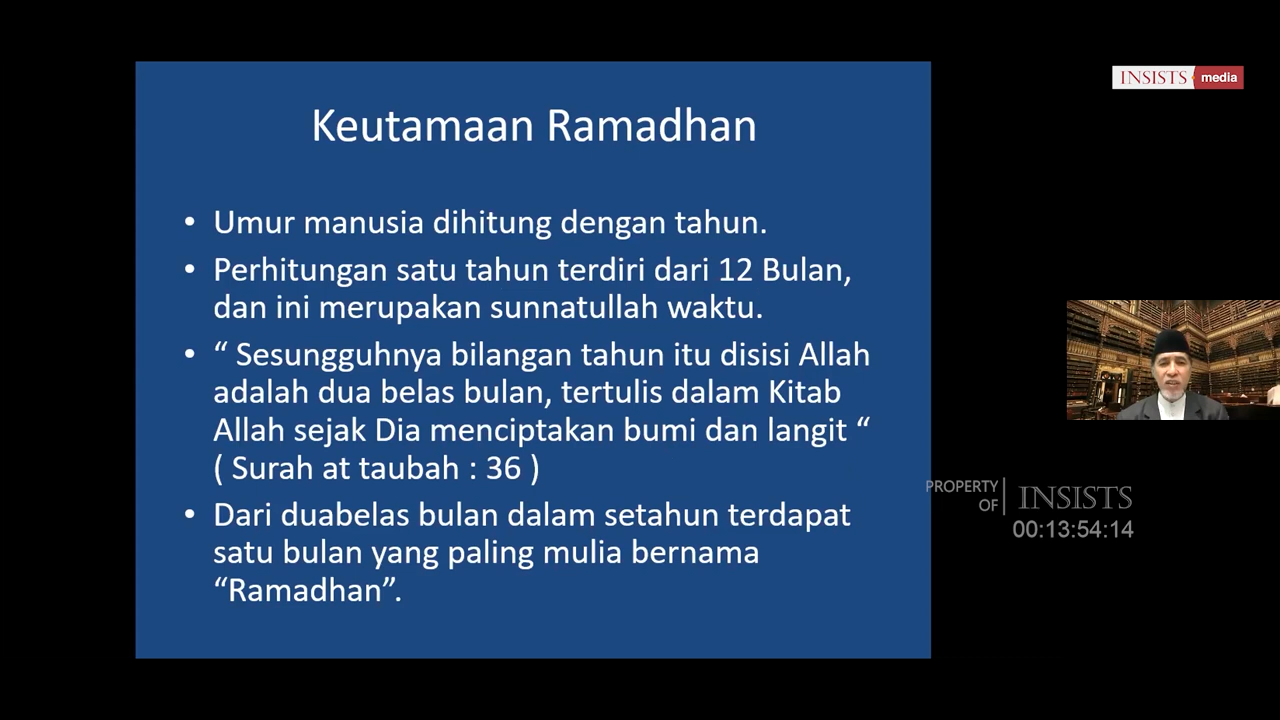 INSISTS media
Keutamaan Ramadhan
• Umur manusia dihitung dengan tahun.
• Perhitungan satu tahun terdiri dari 12 Bulan,
dan ini merupakan sunnatullah waktu.
• “ Sesungguhnya bilangan tahun itu disisi Allah
adalah dua belas bulan, tertulis dalam Kitab
Allah sejak Dia menciptakan bumi dan langit “
( Surah at taubah : 36 )
• Dari duabelas bulan dalam setahun terdapat
satu bulan yang paling mulia bernama
“Ramadhan”.
PROPERTY
OF
INSISTS
00:13:54:14